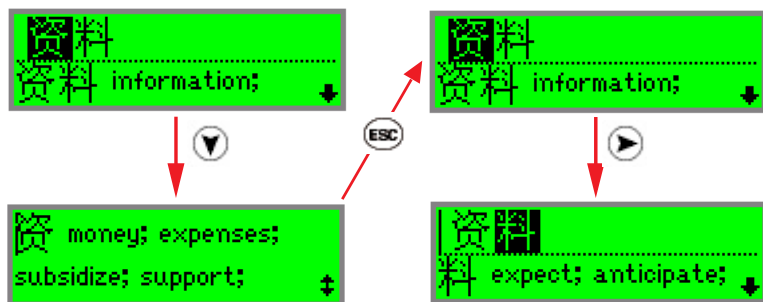 资料
资料 information;
资 money; expenses;
subsidize; support;
ESC
资料
资料 information;
资料
料 expect; anticipate;